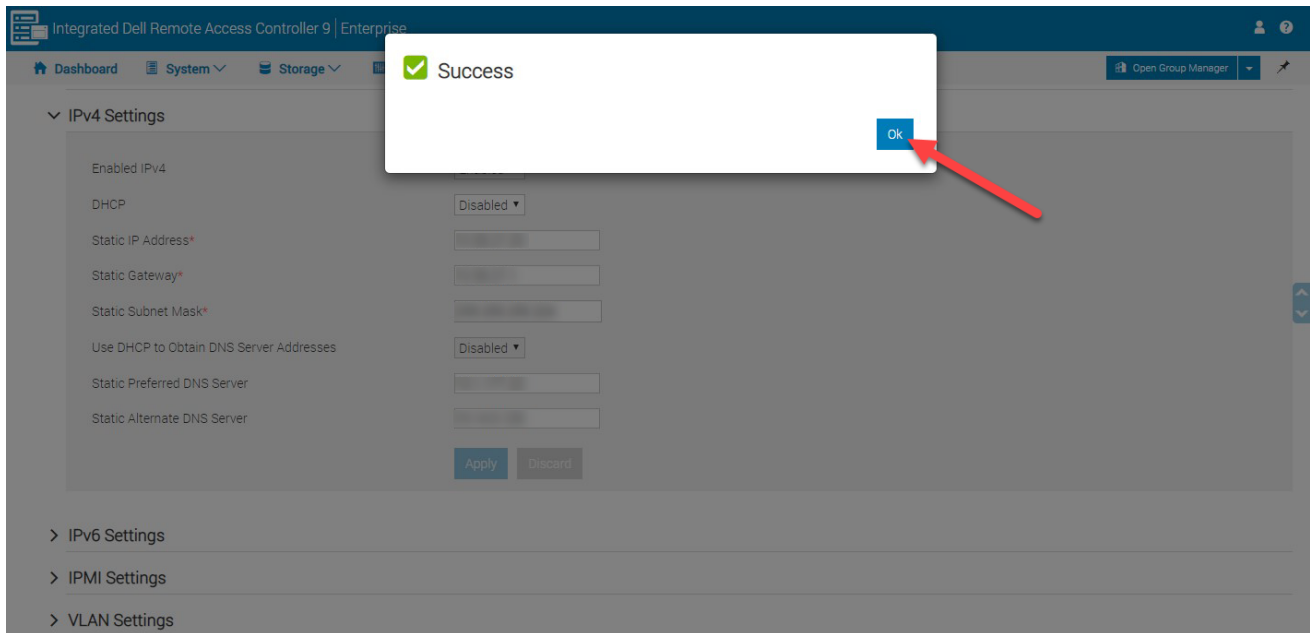 Integrated Dell Remote Access Controller 9 | Enterprise
Dashboard System Storage Open Group Manager
Success
Ok
IPv4 Settings
Enabled IPv4
DHCP Disabled
Static IP Address*
Static Gateway*
Static Subnet Mask*
Use DHCP to Obtain DNS Server Addresses Disabled
Static Preferred DNS Server
Static Alternate DNS Server
Apply Discard
IPv6 Settings
IPMI Settings
VLAN Settings